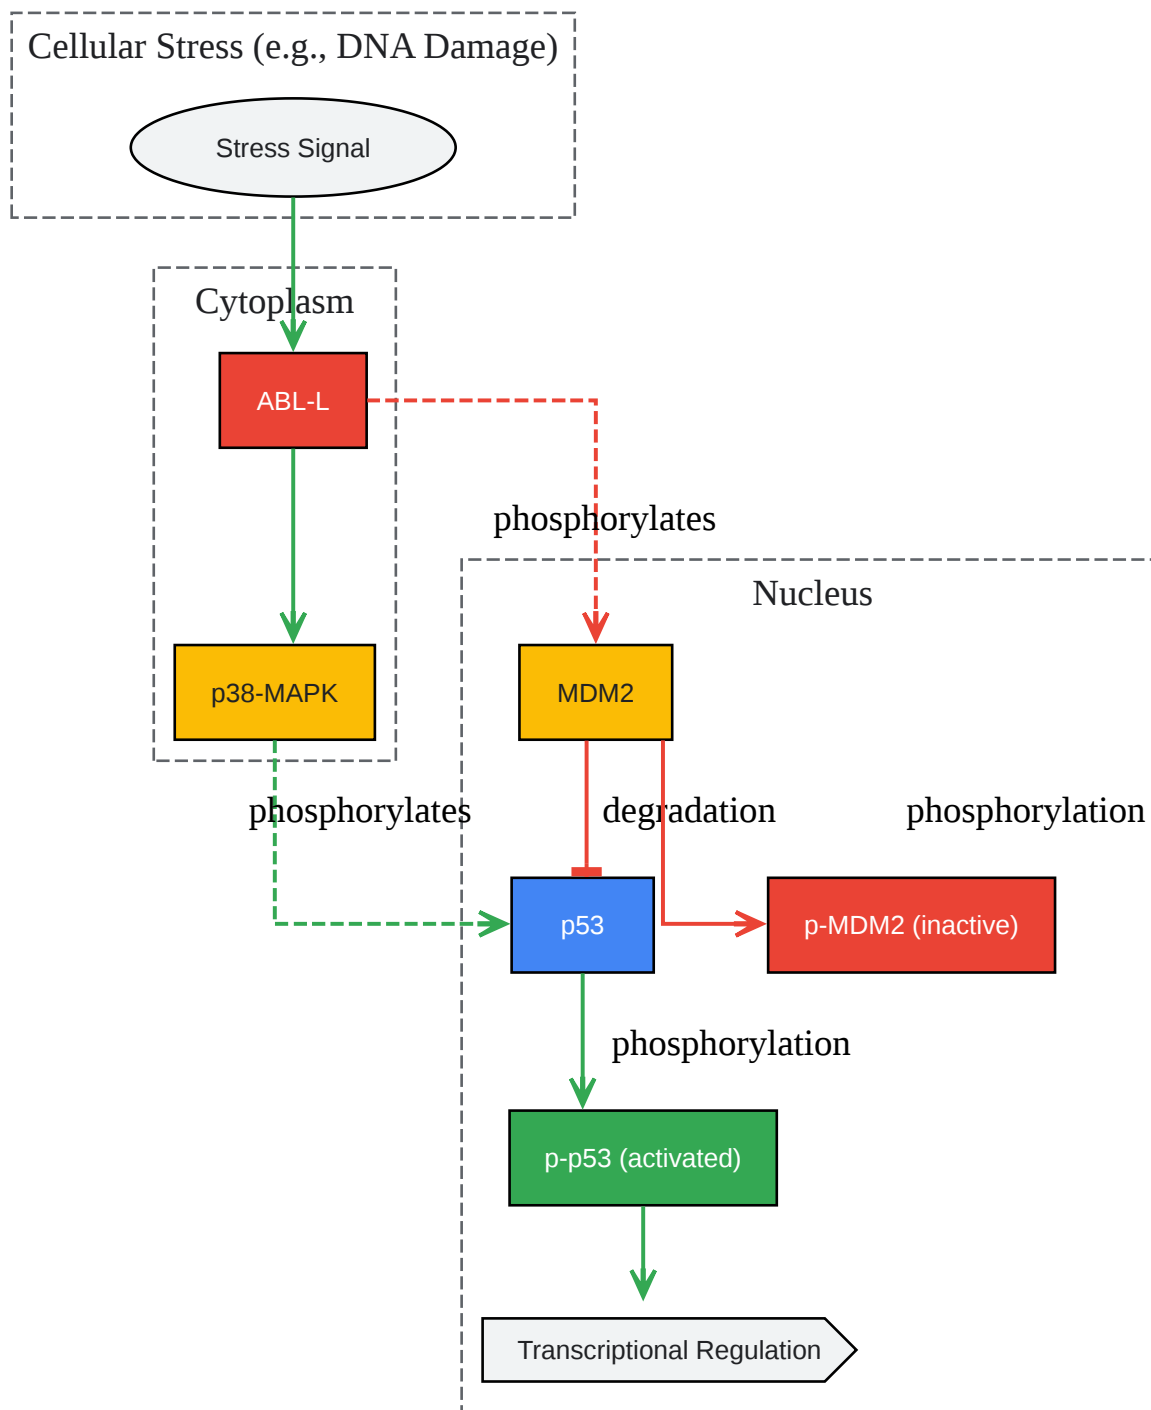 Cellular Stress (e.g., DNA Damage)
Stress Signal
Cytoplasm
ABL-L
phosphorylates
Nucleus
p38-MAPK
MDM2
phosphorylates
degradation
phosphorylation
p53
p-MDM2 (inactive)
phosphorylation
p-p53 (activated)
Transcriptional Regulation